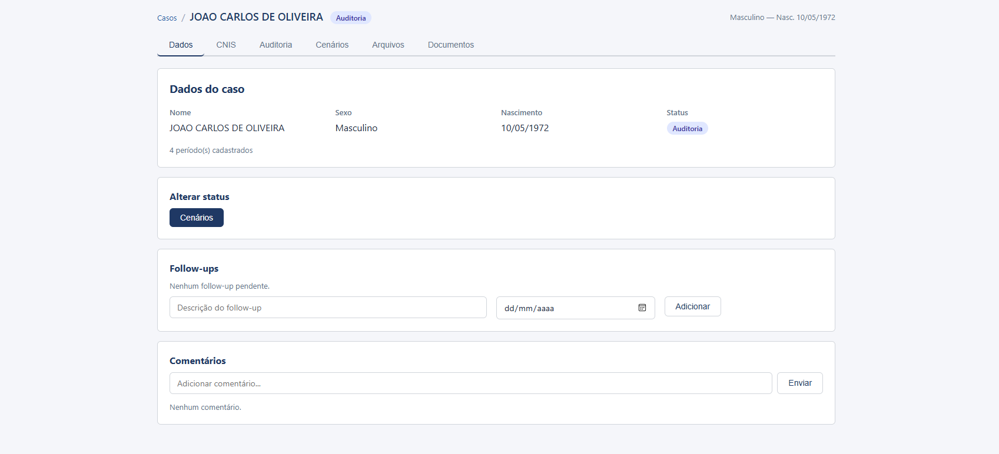 Casos / JOAO CARLOS DE OLIVEIRA Auditoria Masculino — Nasc. 10/05/1972
Dados CNIS Auditoria Cenários Arquivos Documentos
Dados do caso
Nome Sexo Nascimento Status
JOAO CARLOS DE OLIVEIRA Masculino 10/05/1972 Auditoria
4 período(s) cadastrados
Alterar status
Cenários
Follow-ups
Nenhum follow-up pendente.
Descrição do follow-up dd/mm/aaaa Adicionar
Comentários
Adicionar comentário... Enviar
Nenhum comentário.